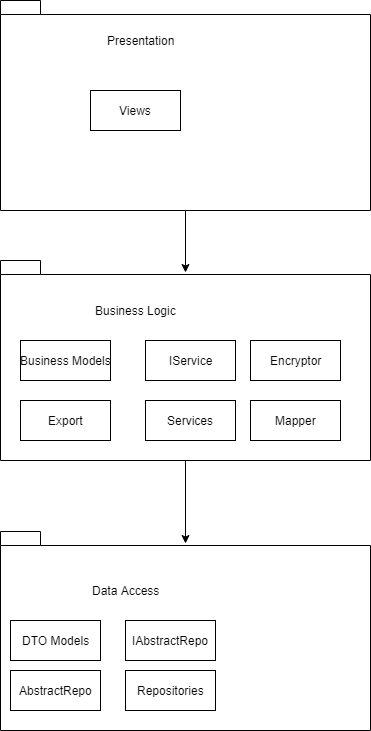 Presentation
Views
Business Logic
Business Models
IService
Encryptor
Export
Services
Mapper
Data Access
DTO Models
IAbstractRepo
AbstractRepo
Repositories